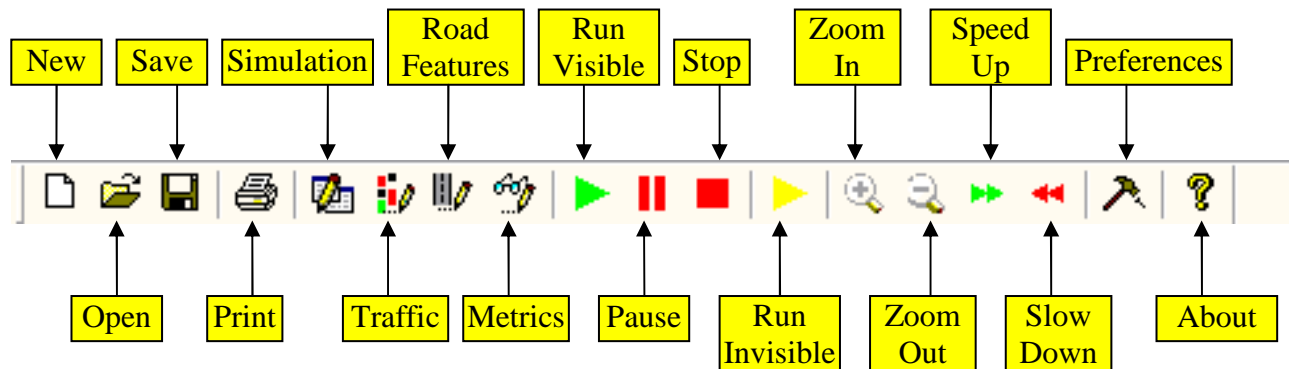 New
Save
Simulation
Road
Features
Run
Visible
Stop
Zoom
In
Speed
Up
Preferences
Open
Print
Traffic
Metrics
Pause
Run
Invisible
Zoom
Out
Slow
Down
About